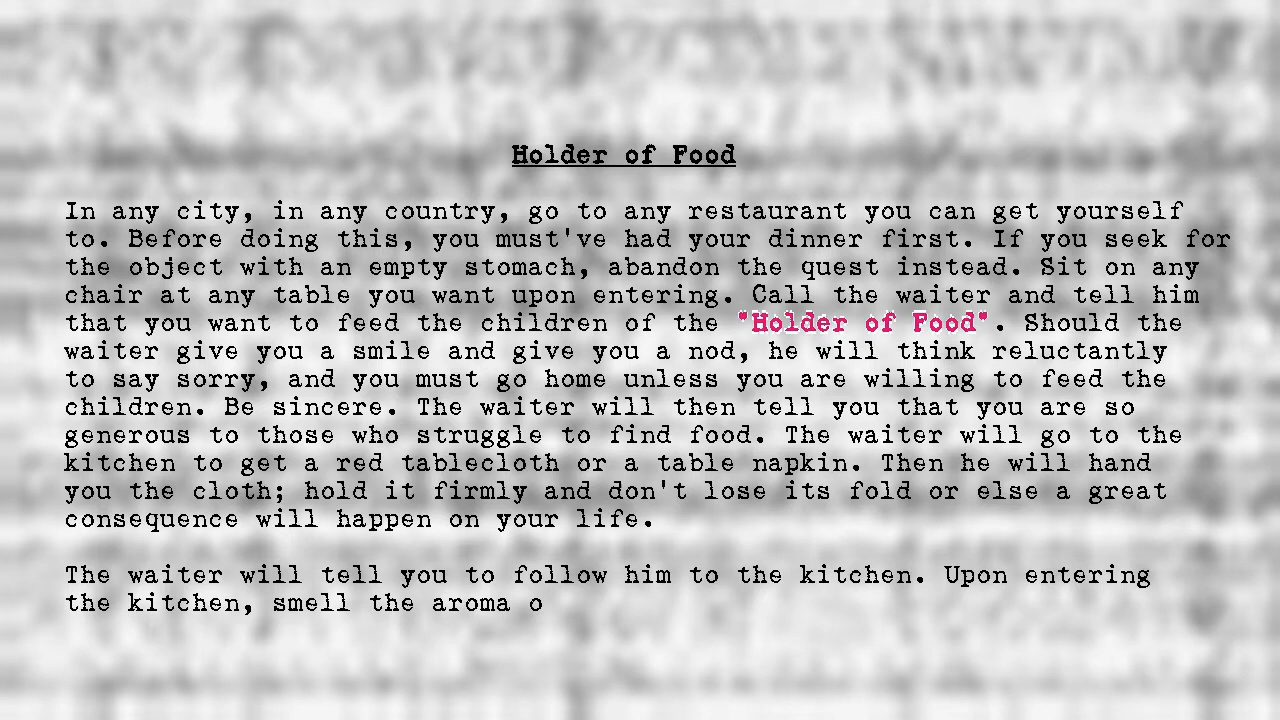 Holder of Food
In any city, in any country, go to any restaurant you can get yourself
to. Before doing this, you must've had your dinner first. If you seek for
the object with an empty stomach, abandon the quest instead. Sit on any
chair at any table you want upon entering. Call the waiter and tell him
that you want to feed the children of the "Holder of Food". Should the
waiter give you a smile and give you a nod, he will think reluctantly
to say sorry, and you must go home unless you are willing to feed the
children. Be sincere. The waiter will then tell you that you are so
generous to those who struggle to find food. The waiter will go to the
kitchen to get a red tablecloth or a table napkin. Then he will hand
you the cloth; hold it firmly and don't lose its fold or else a great
consequence will happen on your life.
The waiter will tell you to follow him to the kitchen. Upon entering
the kitchen, smell the aroma o